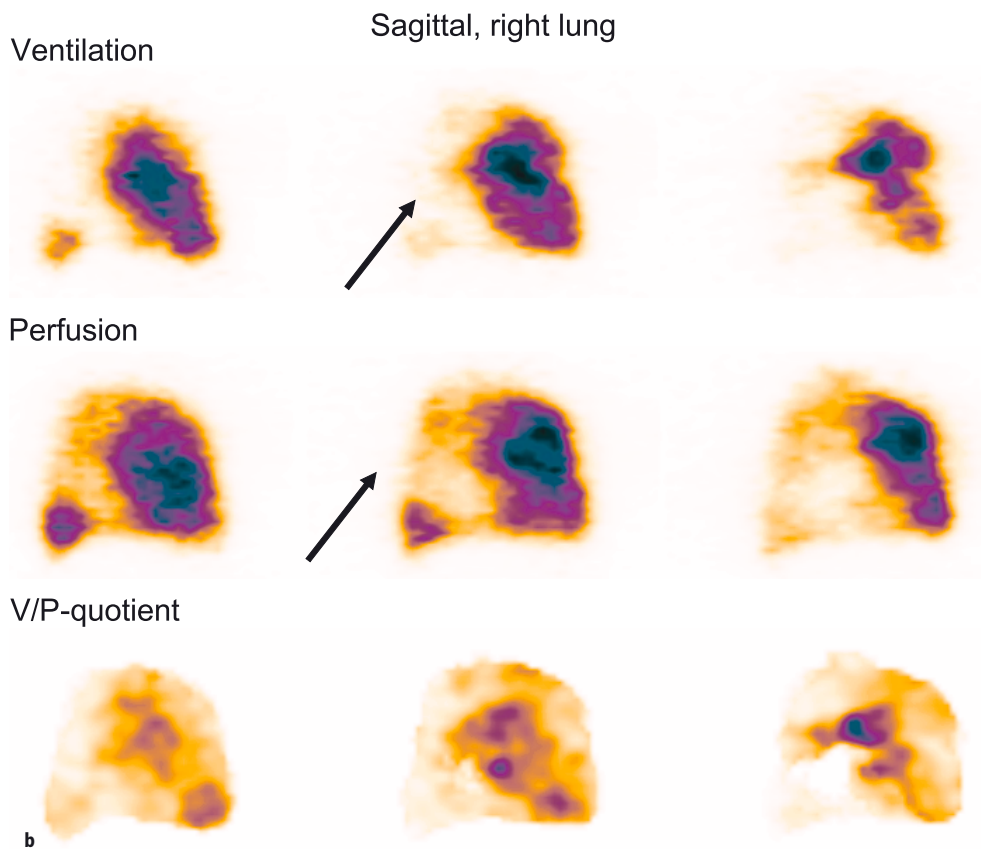 Sagittal, right lung
Ventilation
Perfusion
V/P-quotient
b